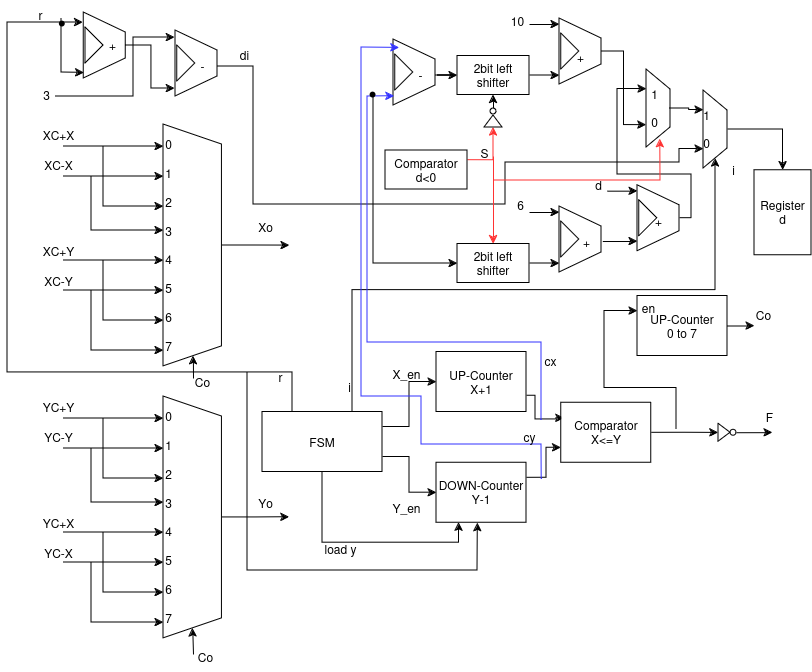 r
+
-
di
3
XC+X
XC-X
XC+Y
XC-Y
0
1
2
3
4
5
6
7
Xo
Co
YC+Y
YC-Y
YC+X
YC-X
0
1
2
3
4
5
6
7
Yo
Co
-
2bit left
shifter
10
+
1
0
1
0
i
Comparator
d<0
S
d
6
+
+
2bit left
shifter
Register
d
en
UP-Counter
0 to 7
Co
r
i
FSM
X_en
UP-Counter
X+1
cx
cy
Comparator
X<=Y
F
DOWN-Counter
Y-1
Y_en
load y